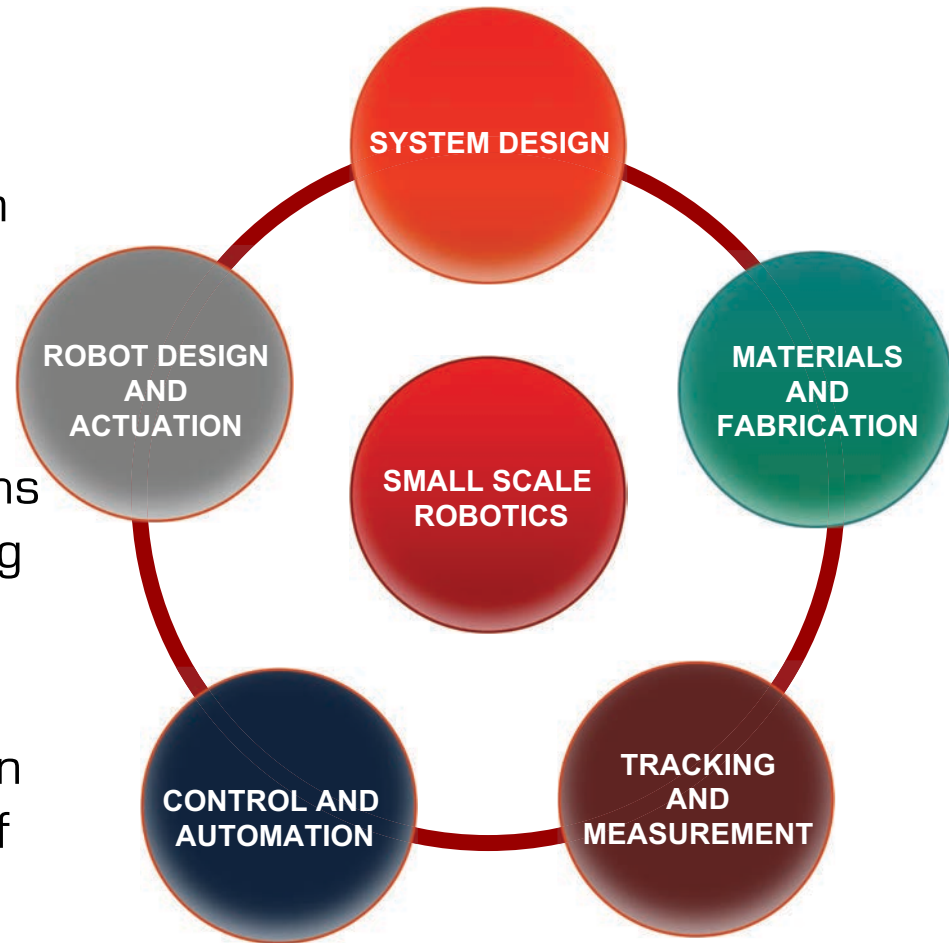 SYSTEM DESIGN
ROBOT DESIGN
AND
ACTUATION
MATERIALS
AND
FABRICATION
SMALL SCALE
ROBOTICS
CONTROL AND
AUTOMATION
TRACKING
AND
MEASUREMENT